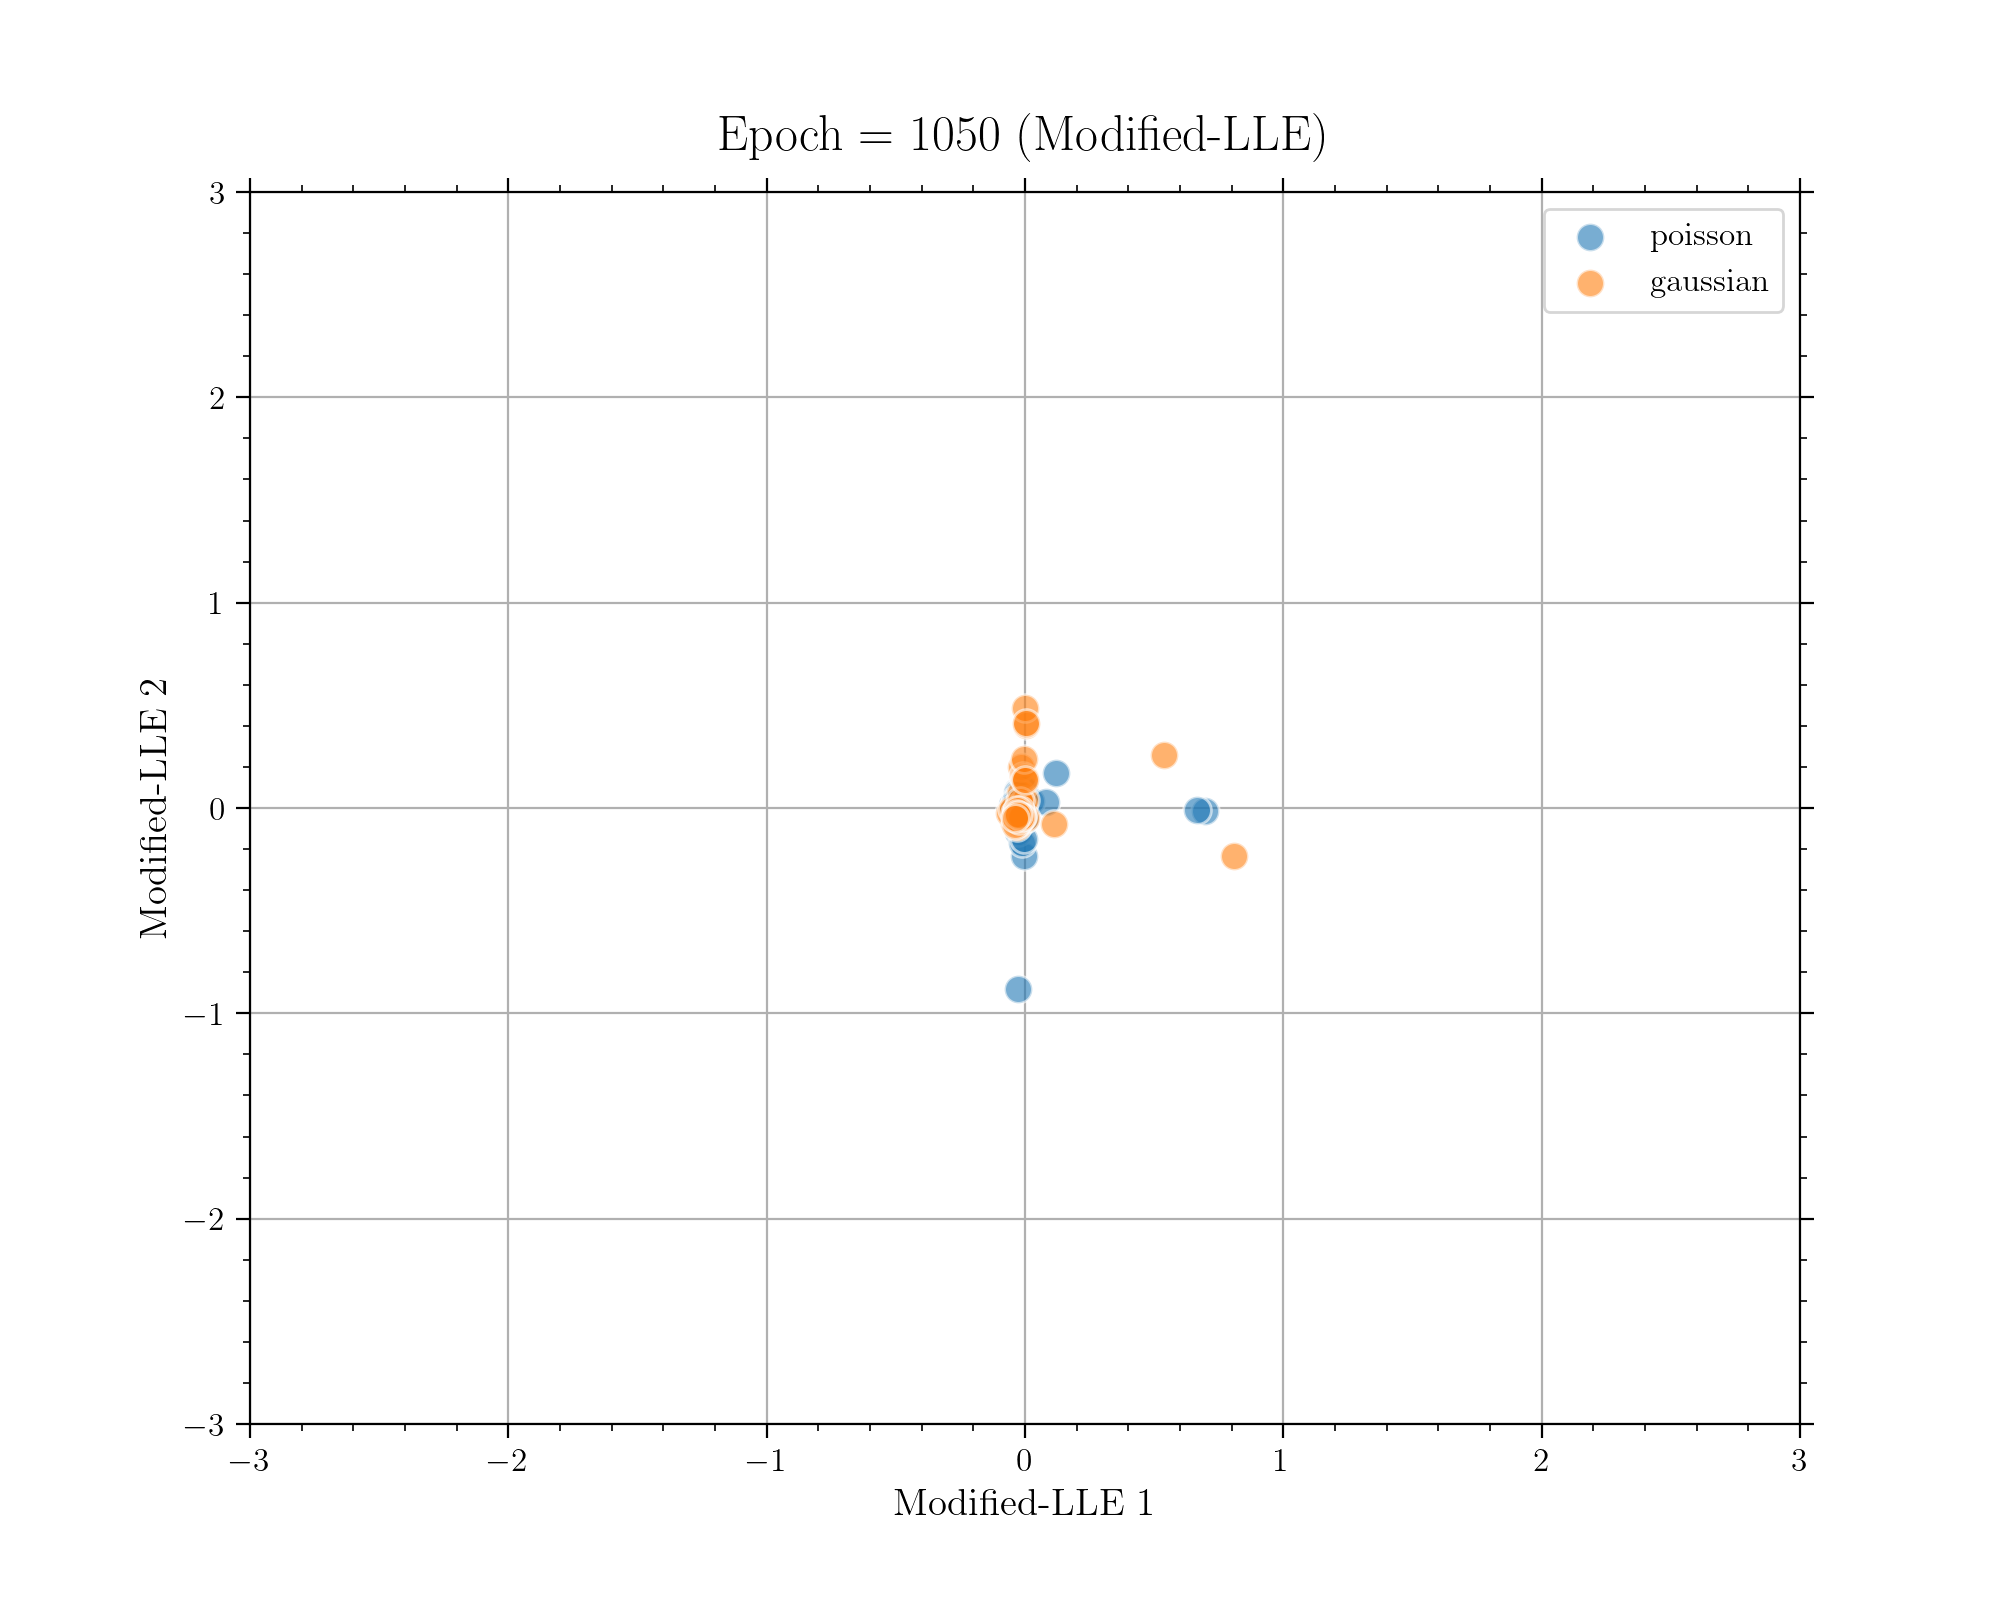 Epoch = 1050 (Modified-LLE)
poisson
gaussian
3
2
1
0
−1
−2
−3
Modified-LLE 2
−3
−2
−1
0
1
2
3
Modified-LLE 1